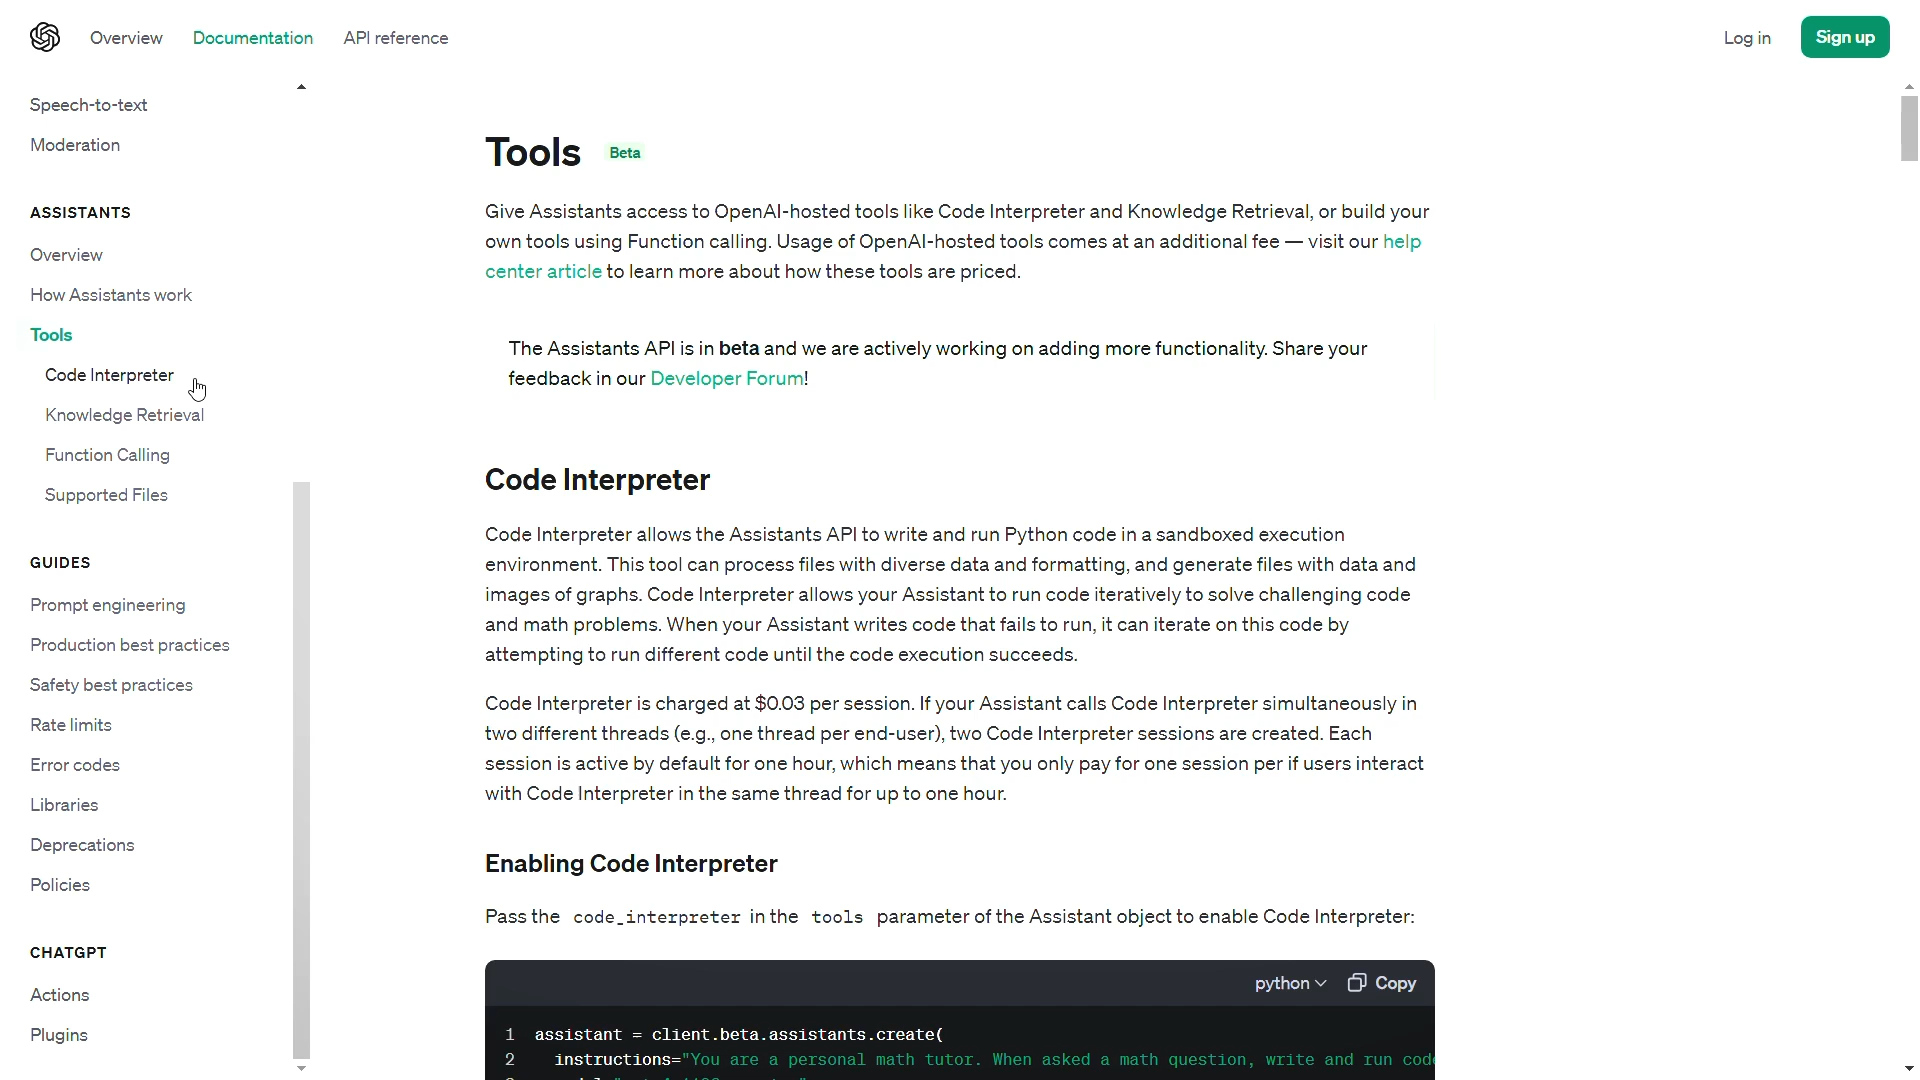 Overview
Documentation
API reference
Log in
Sign up
Speech-to-text
Moderation
ASSISTANTS
Overview
How Assistants work
Tools
Code Interpreter
Knowledge Retrieval
Function Calling
Supported Files
GUIDES
Prompt engineering
Production best practices
Safety best practices
Rate limits
Error codes
Libraries
Deprecations
Policies
CHATGPT
Actions
Plugins
Tools Beta
Give Assistants access to OpenAI-hosted tools like Code Interpreter and Knowledge Retrieval, or build your
own tools using Function calling. Usage of OpenAI-hosted tools comes at an additional fee — visit our help
center article to learn more about how these tools are priced.
The Assistants API is in beta and we are actively working on adding more functionality. Share your
feedback in our Developer Forum!
Code Interpreter
Code Interpreter allows the Assistants API to write and run Python code in a sandboxed execution
environment. This tool can process files with diverse data and formatting, and generate files with data and
images of graphs. Code Interpreter allows your Assistant to run code iteratively to solve challenging code
and math problems. When your Assistant writes code that fails to run, it can iterate on this code by
attempting to run different code until the code execution succeeds.
Code Interpreter is charged at $0.03 per session. If your Assistant calls Code Interpreter simultaneously in
two different threads (e.g., one thread per end-user), two Code Interpreter sessions are created. Each
session is active by default for one hour, which means that you only pay for one session per if users interact
with Code Interpreter in the same thread for up to one hour.
Enabling Code Interpreter
Pass the code_interpreter in the tools parameter of the Assistant object to enable Code Interpreter:
python Copy
1 assistant = client.beta.assistants.create(
2 instructions="You are a personal math tutor. When asked a math question, write and run code